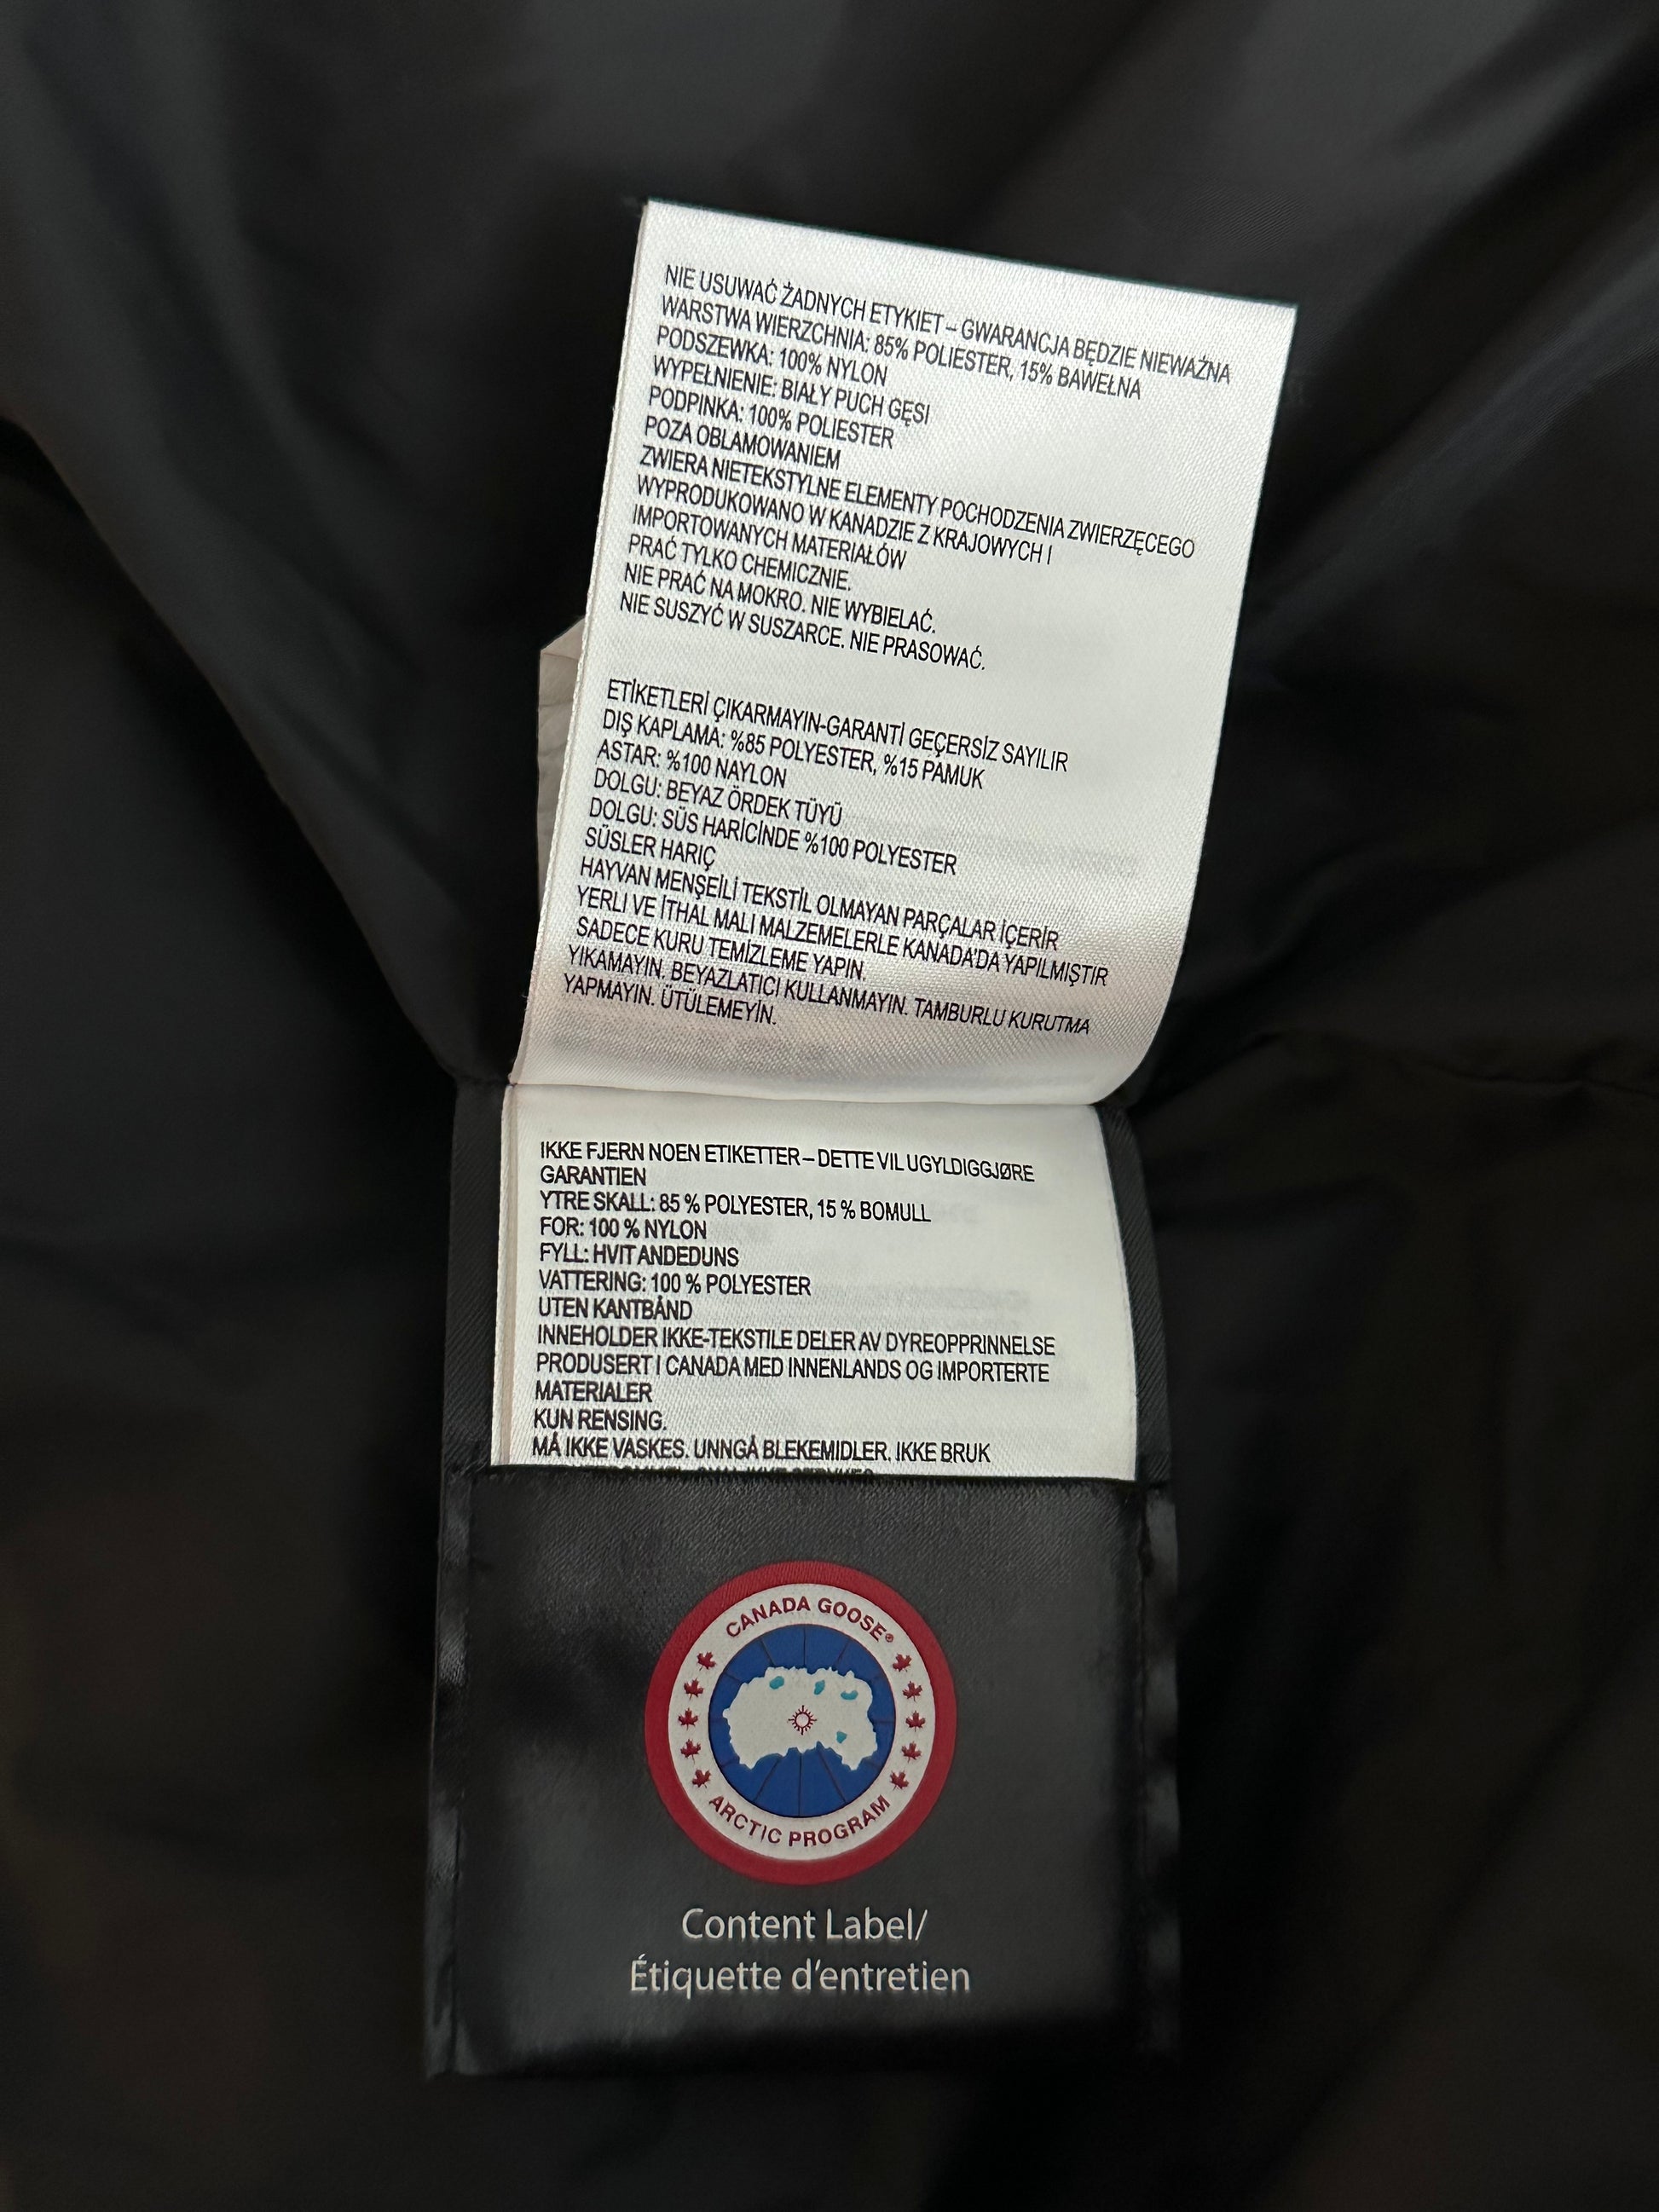 NIE USUWAĆ ŻADNYCH ETYKIET – GWARANCJA BĘDZIE NIEWAŻNA
WARSTWA WIERZCHNIA: 85% POLIESTER, 15% BAWEŁNA
PODSZEWKA: 100% NYLON
WYPEŁNIENIE: BIAŁY PUCH GĘSI
PODPINKA: 100% POLIESTER
POZA OBLAMOWANIEM
ZWIERA NIETEKSTYLNE ELEMENTY POCHODZENIA ZWIERZĘCEGO
WYPRODUKOWANO W KANADZIE Z KRAJOWYCH I
IMPORTOWANYCH MATERIAŁÓW
PRAĆ TYLKO CHEMICZNIE.
NIE PRAĆ NA MOKRO. NIE WYBIELAĆ.
NIE SUSZYĆ W SUSZARCE. NIE PRASOWAĆ.
ETİKETLERİ ÇIKARMAYIN-GARANTİ GEÇERSİZ SAYILIR
DIŞ KAPLAMA: %85 POLYESTER, %15 PAMUK
ASTAR: %100 NAYLON
DOLGU: BEYAZ ÖRDEK TÜYÜ
DOLGU: SÜS HARİCİNDE %100 POLYESTER
SÜSLER HARIÇ
HAYVAN MENŞEİLİ TEKSTİL OLMAYAN PARÇALAR İÇERİR
YERLI VE İTHAL MALI MALZEMELERLE KANADA'DA YAPILMIŞTIR
SADECE KURU TEMİZLEME YAPIN.
YIKAMAYIN. BEYAZLATICI KULLANMAYIN. TAMBURLU KURUTMA
YAPMAYIN. ÜTÜLEMEYİN.
IKKE FJERN NOEN ETIKETTER – DETTE VIL UGYLDIGGJØRE
GARANTIEN
YTRE SKALL: 85 % POLYESTER, 15 % BOMULL
FOR: 100 % NYLON
FYLL: HVIT ANDEDUNS
VATTERING: 100 % POLYESTER
UTEN KANTBÅND
INNEHOLDER IKKE-TEKSTILE DELER AV DYREOPPRINNELSE
PRODUSERT I CANADA MED INNENLANDS OG IMPORTERTE
MATERIALER
KUN RENSING.
MÅ IKKE VASKES. UNNGÅ BLEKEMIDLER. IKKE BRUK
CANADA GOOSE®
ARCTIC PROGRAM
Content Label/
Étiquette d'entretien